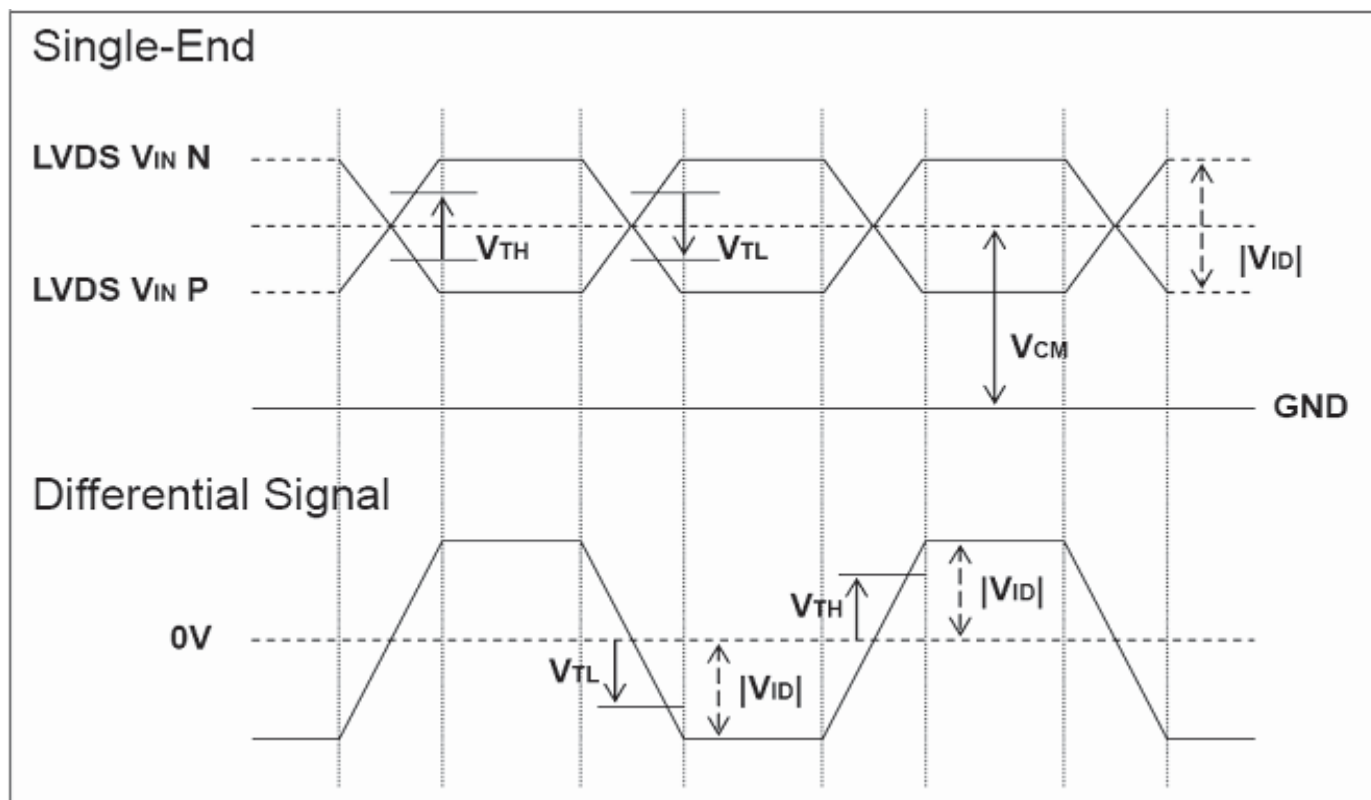 Single-End
LVDS VIN N
VTH
VTL
|VID|
LVDS VIN P
VCM
GND
Differential Signal
VTH
|VID|
0V
VTL
|VID|